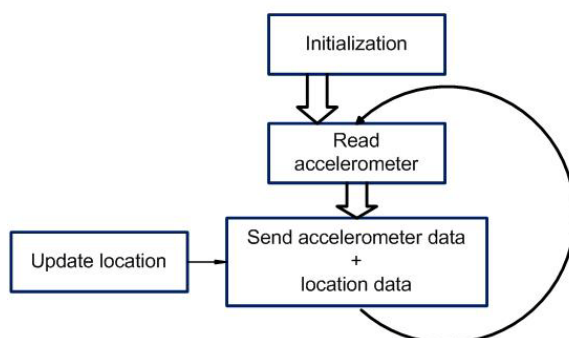 Initialization
Read
accelerometer
Send accelerometer data
+
location data
Update location